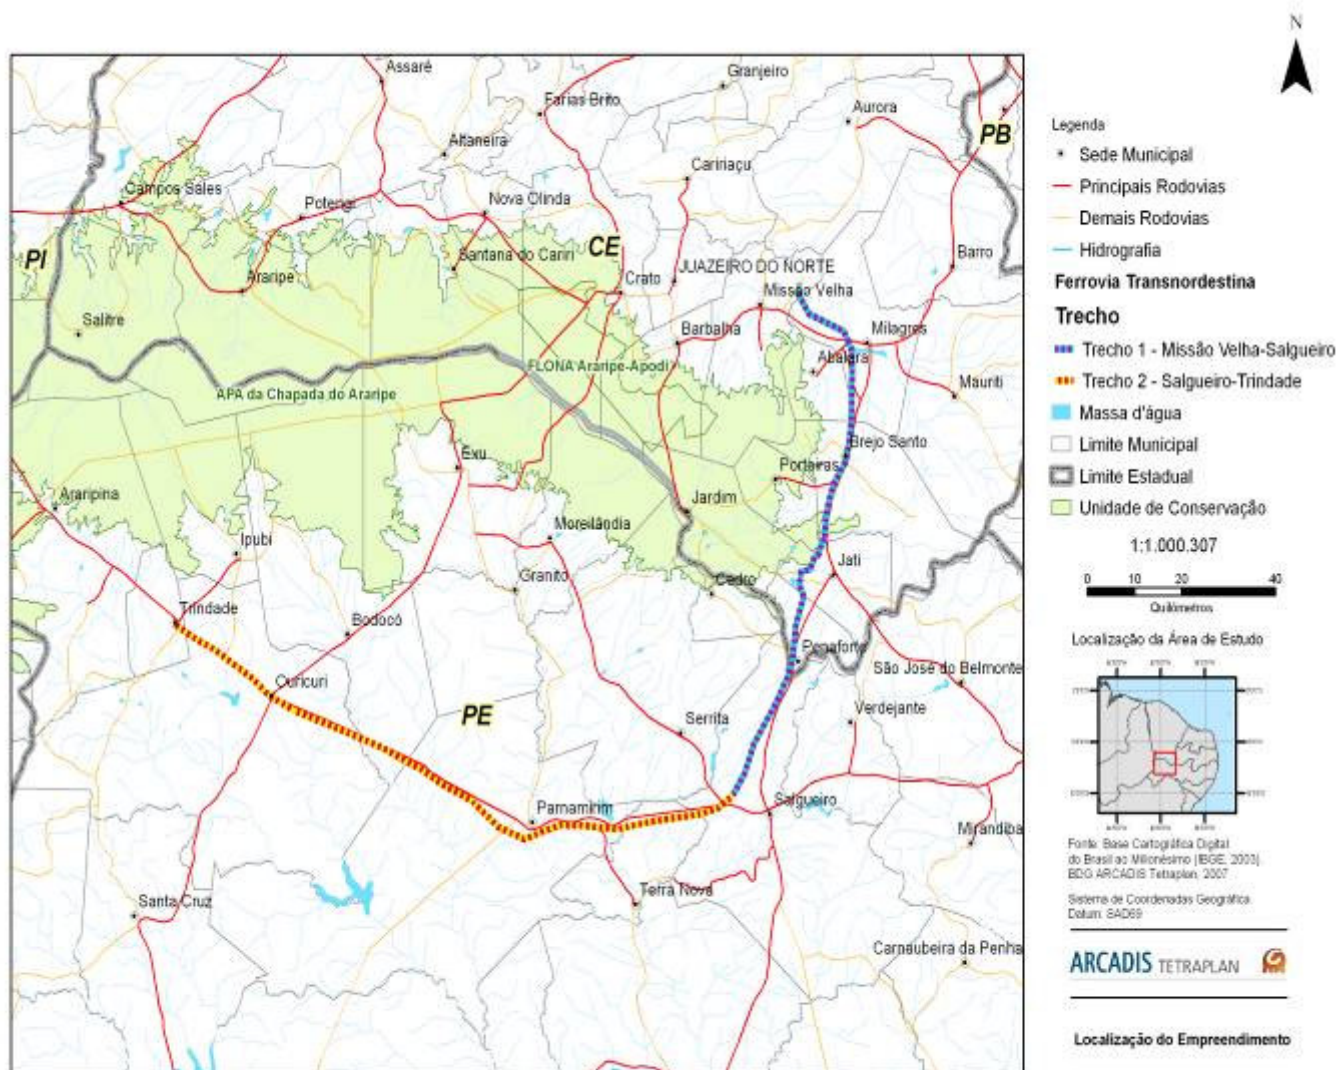 N
Assaré
Granjeiro
Farias Brito
Aurora
PB
Altaneira
Carinaçu
Campos Sales
Potengi
Nova Olinda
PI
CE
Barro
Santana do Cariri
Araripe
Crato
JUAZEIRO DO NORTE
Missão Velha
Salitre
Barbalha
Milagres
Abaiara
FLONA Araripe-Apodi
Mauriti
APA da Chapada do Araripe
Brejo Santo
Exu
Porteiras
Araripina
Jardim
Moreilândia
Ipubi
Jati
Granito
Cedro
Trindade
Bodocó
Penaforte
São José do Belmonte
Ouricuri
PE
Serrita
Verdejante
Parnamirim
Salgueiro
Mirandiba
Terra Nova
Santa Cruz
Carnaubeira da Penha
Legenda
Sede Municipal
Principais Rodovias
Demais Rodovias
Hidrografia
Ferrovia Transnordestina
Trecho
Trecho 1 - Missão Velha-Salgueiro
Trecho 2 - Salgueiro-Trindade
Massa d'água
Limite Municipal
Limite Estadual
Unidade de Conservação
1:1.000.307
0 10 20 40
Quilômetros
Localização da Área de Estudo
Fonte: Base Cartográfica Digital
do Brasil ao Milionésimo (IBGE, 2003).
BDG ARCADIS Tetraplan, 2007
Sistema de Coordenadas Geográfica
Datum: SAD69
ARCADIS TETRAPLAN
Localização do Empreendimento